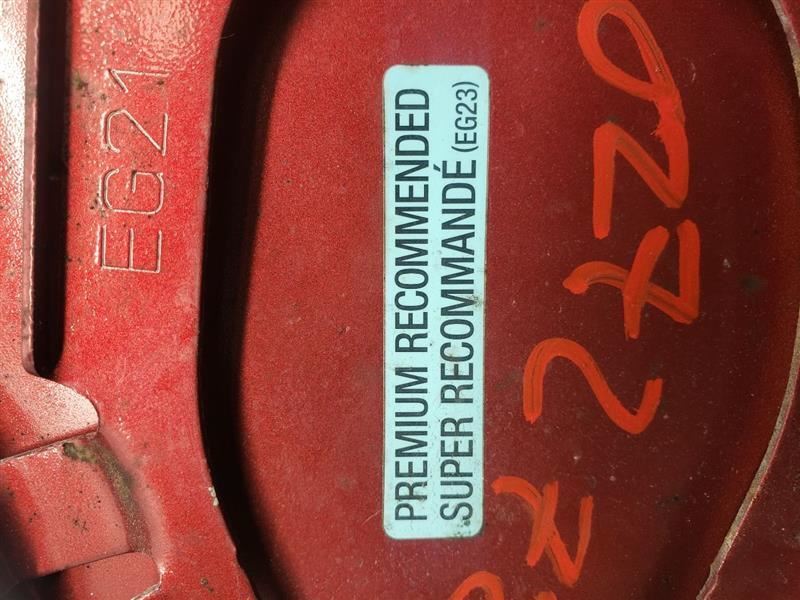 EG21
PREMIUM RECOMMENDED
SUPER RECOMMANDÉ (EG23)